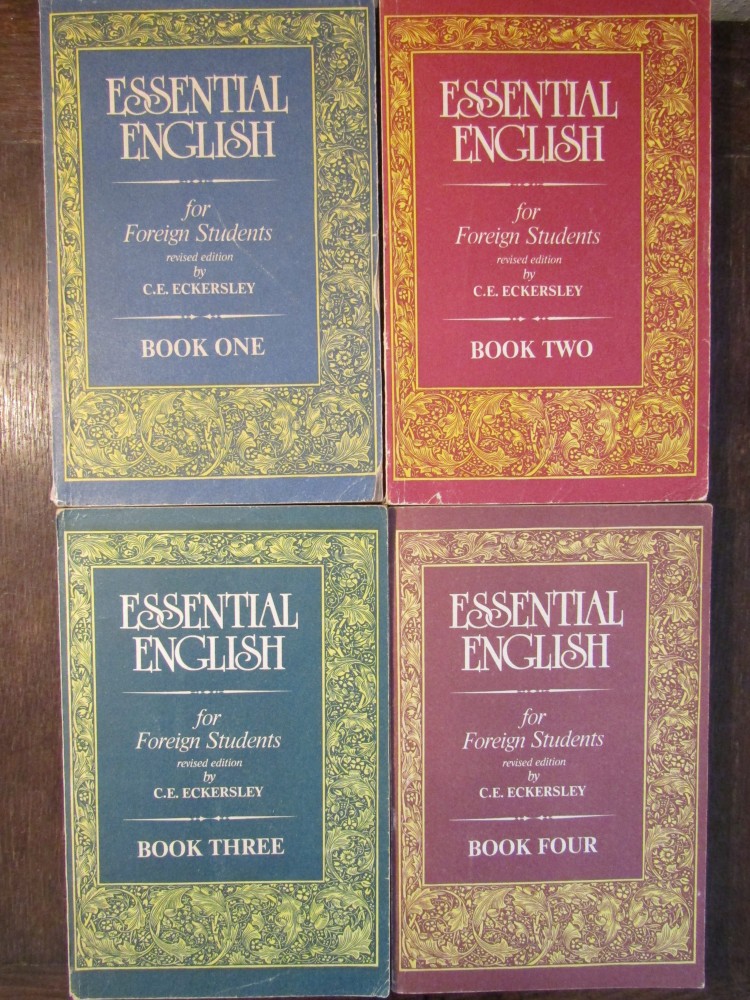 ESSENTIAL
ENGLISH
for
Foreign Students
revised edition
by
C.E. ECKERSLEY
BOOK ONE
ESSENTIAL
ENGLISH
for
Foreign Students
revised edition
by
C.E. ECKERSLEY
BOOK TWO
ESSENTIAL
ENGLISH
for
Foreign Students
revised edition
by
C.E. ECKERSLEY
BOOK THREE
ESSENTIAL
ENGLISH
for
Foreign Students
revised edition
by
C.E. ECKERSLEY
BOOK FOUR